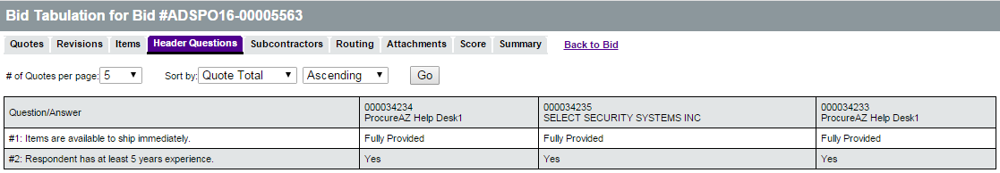 Bid Tabulation for Bid #ADSPO16-00005563
Quotes Revisions Items Header Questions Subcontractors Routing Attachments Score Summary Back to Bid
# of Quotes per page: 5 Sort by: Quote Total Ascending Go
Question/Answer
000034234
ProcureAZ Help Desk1
000034235
SELECT SECURITY SYSTEMS INC
000034233
ProcureAZ Help Desk1
#1: Items are available to ship immediately. Fully Provided Fully Provided Fully Provided
#2: Respondent has at least 5 years experience. Yes Yes Yes